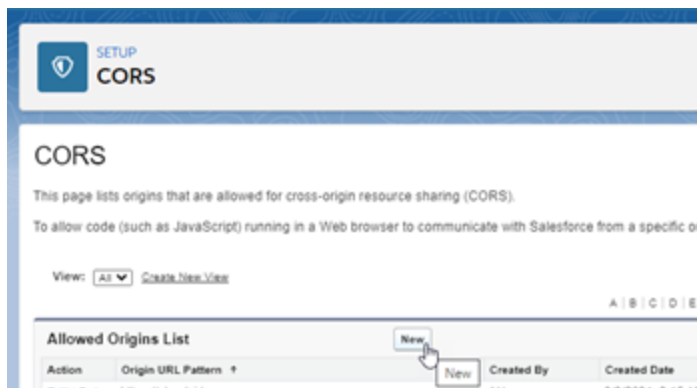 SETUP
CORS
CORS
This page lists origins that are allowed for cross-origin resource sharing (CORS).
To allow code (such as JavaScript) running in a Web browser to communicate with Salesforce from a specific
View: All Create New View
A | B | C | D | E
Allowed Origins List New
New
Action Origin URL Pattern ↑ Created By Created Date